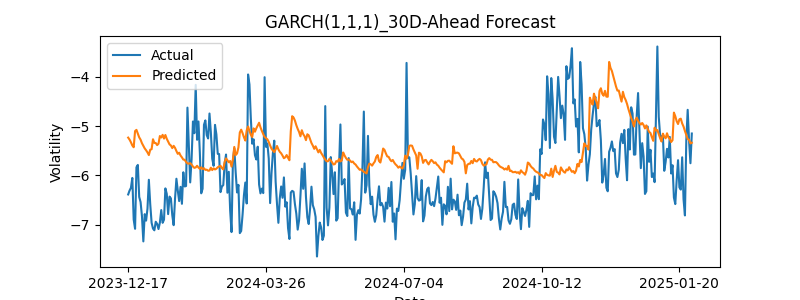 GARCH(1,1,1)_30D-Ahead Forecast
Actual
Predicted
Volatility
−4
−5
−6
−7
2023-12-17
2024-03-26
2024-07-04
2024-10-12
2025-01-20
Date